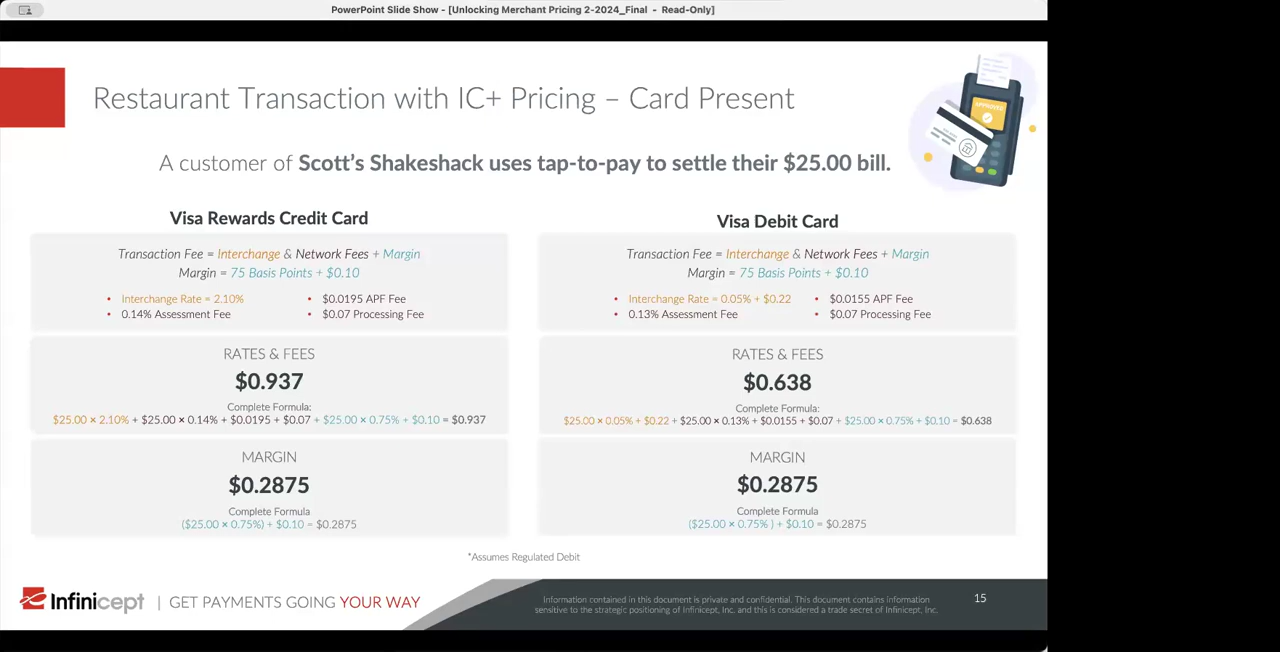 PowerPoint Slide Show - [Unlocking Merchant Pricing 2-2024_Final - Read-Only]
Restaurant Transaction with IC+ Pricing – Card Present
APPROVED
A customer of Scott's Shakeshack uses tap-to-pay to settle their $25.00 bill.
Visa Rewards Credit Card
Transaction Fee = Interchange & Network Fees + Margin
Margin = 75 Basis Points + $0.10
• Interchange Rate = 2.10%
• 0.14% Assessment Fee
• $0.0195 APF Fee
• $0.07 Processing Fee
RATES & FEES
$0.937
Complete Formula:
$25.00 × 2.10% + $25.00 × 0.14% + $0.0195 + $0.07 + $25.00 × 0.75% + $0.10 = $0.937
MARGIN
$0.2875
Complete Formula
($25.00 × 0.75%) + $0.10 = $0.2875
Visa Debit Card
Transaction Fee = Interchange & Network Fees + Margin
Margin = 75 Basis Points + $0.10
• Interchange Rate = 0.05% + $0.22
• 0.13% Assessment Fee
• $0.0155 APF Fee
• $0.07 Processing Fee
RATES & FEES
$0.638
Complete Formula:
$25.00 × 0.05% + $0.22 + $25.00 × 0.13% + $0.0155 + $0.07 + $25.00 × 0.75% + $0.10 = $0.638
MARGIN
$0.2875
Complete Formula
($25.00 × 0.75% ) + $0.10 = $0.2875
*Assumes Regulated Debit
Infinicept | GET PAYMENTS GOING YOUR WAY
Information contained in this document is private and confidential. This document contains information
sensitive to the strategic positioning of Infinicept, Inc. and this is considered a trade secret of Infinicept, Inc.
15